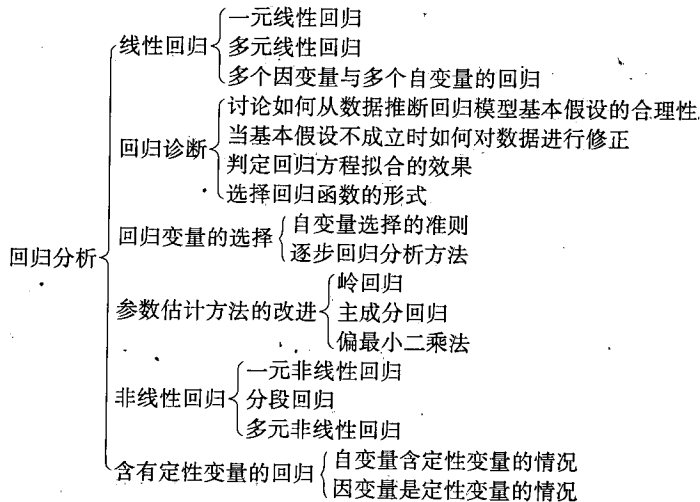 一元线性回归
线性回归
多元线性回归
多个因变量与多个自变量的回归
讨论如何从数据推断回归模型基本假设的合理性
当基本假设不成立时如何对数据进行修正
回归诊断
判定回归方程拟合的效果
选择回归函数的形式
自变量选择的准则
回归变量的选择
逐步回归分析方法
回归分析
岭回归
参数估计方法的改进
主成分回归
偏最小二乘法
一元非线性回归
非线性回归
分段回归
多元非线性回归
自变量含定性变量的情况
含有定性变量的回归
因变量是定性变量的情况